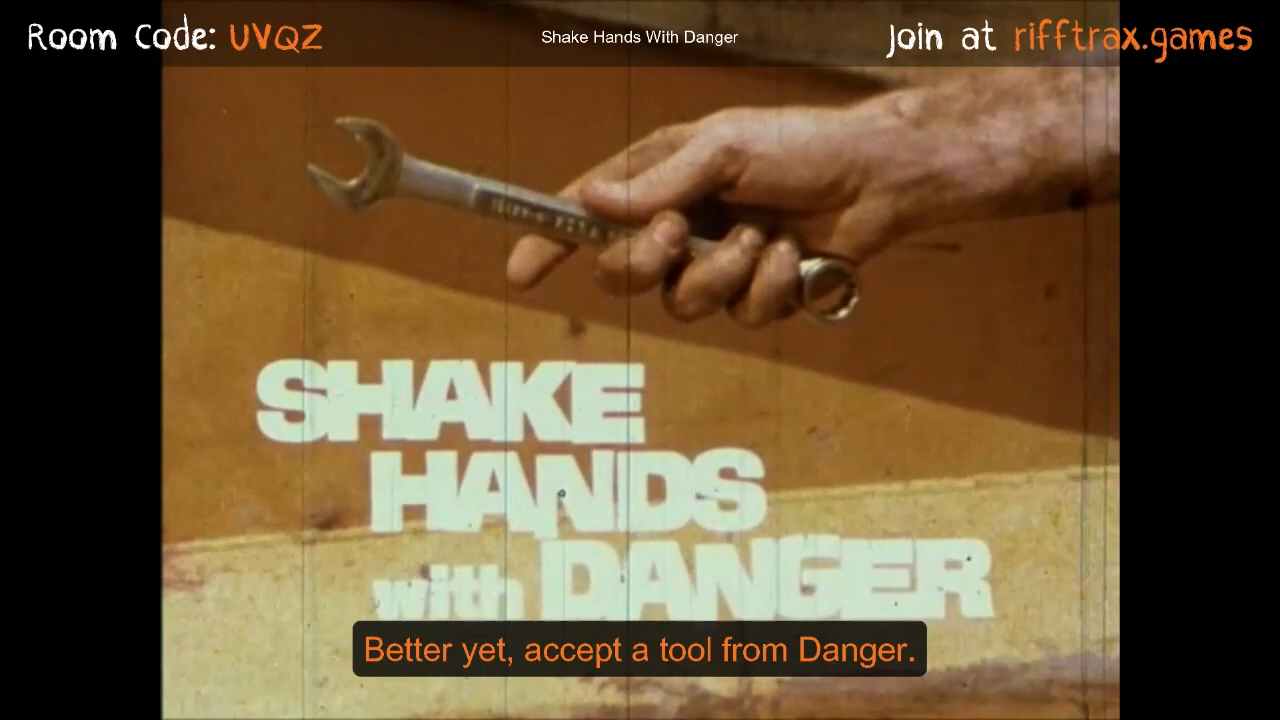 Room Code: UVQZ
Shake Hands With Danger
Join at rifftrax.games
SHAKE
HANDS
with DANGER
Better yet, accept a tool from Danger.